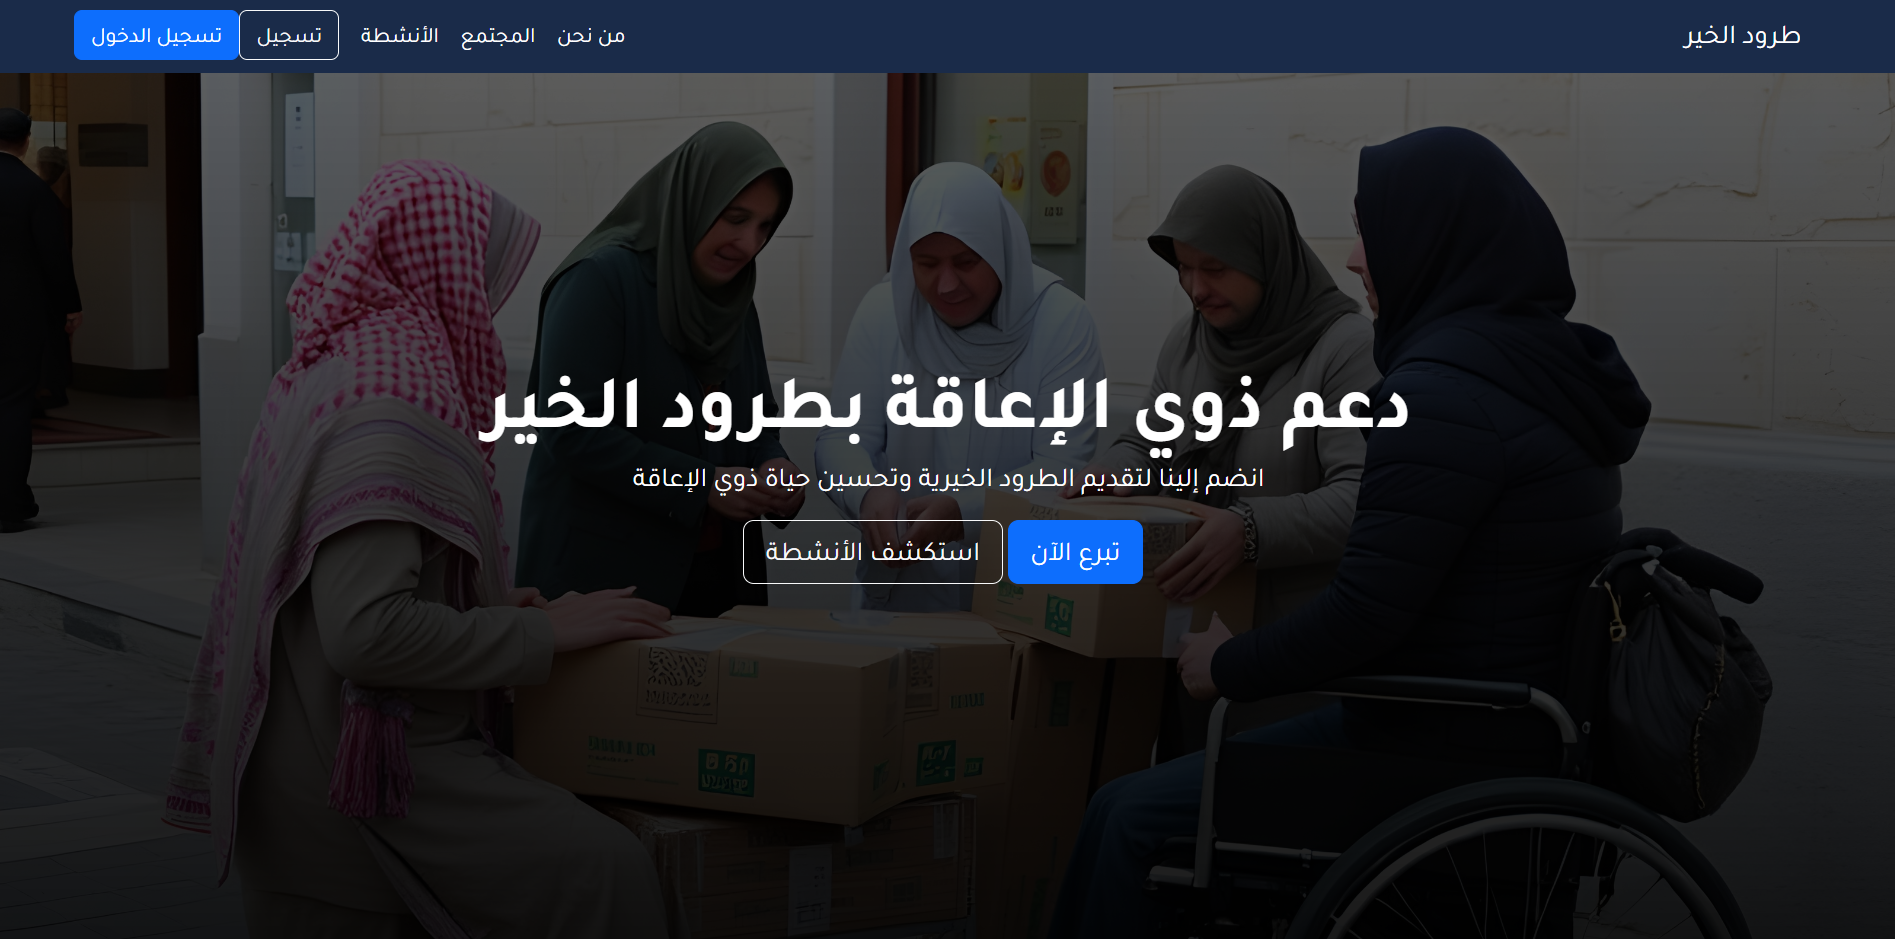 طرود الخير
من نحن
المجتمع
الأنشطة
تسجيل
تسجيل الدخول
دعم ذوي الإعاقة بطرود الخير
انضم إلينا لتقديم الطرود الخيرية وتحسين حياة ذوي الإعاقة
تبرع الآن
استكشف الأنشطة